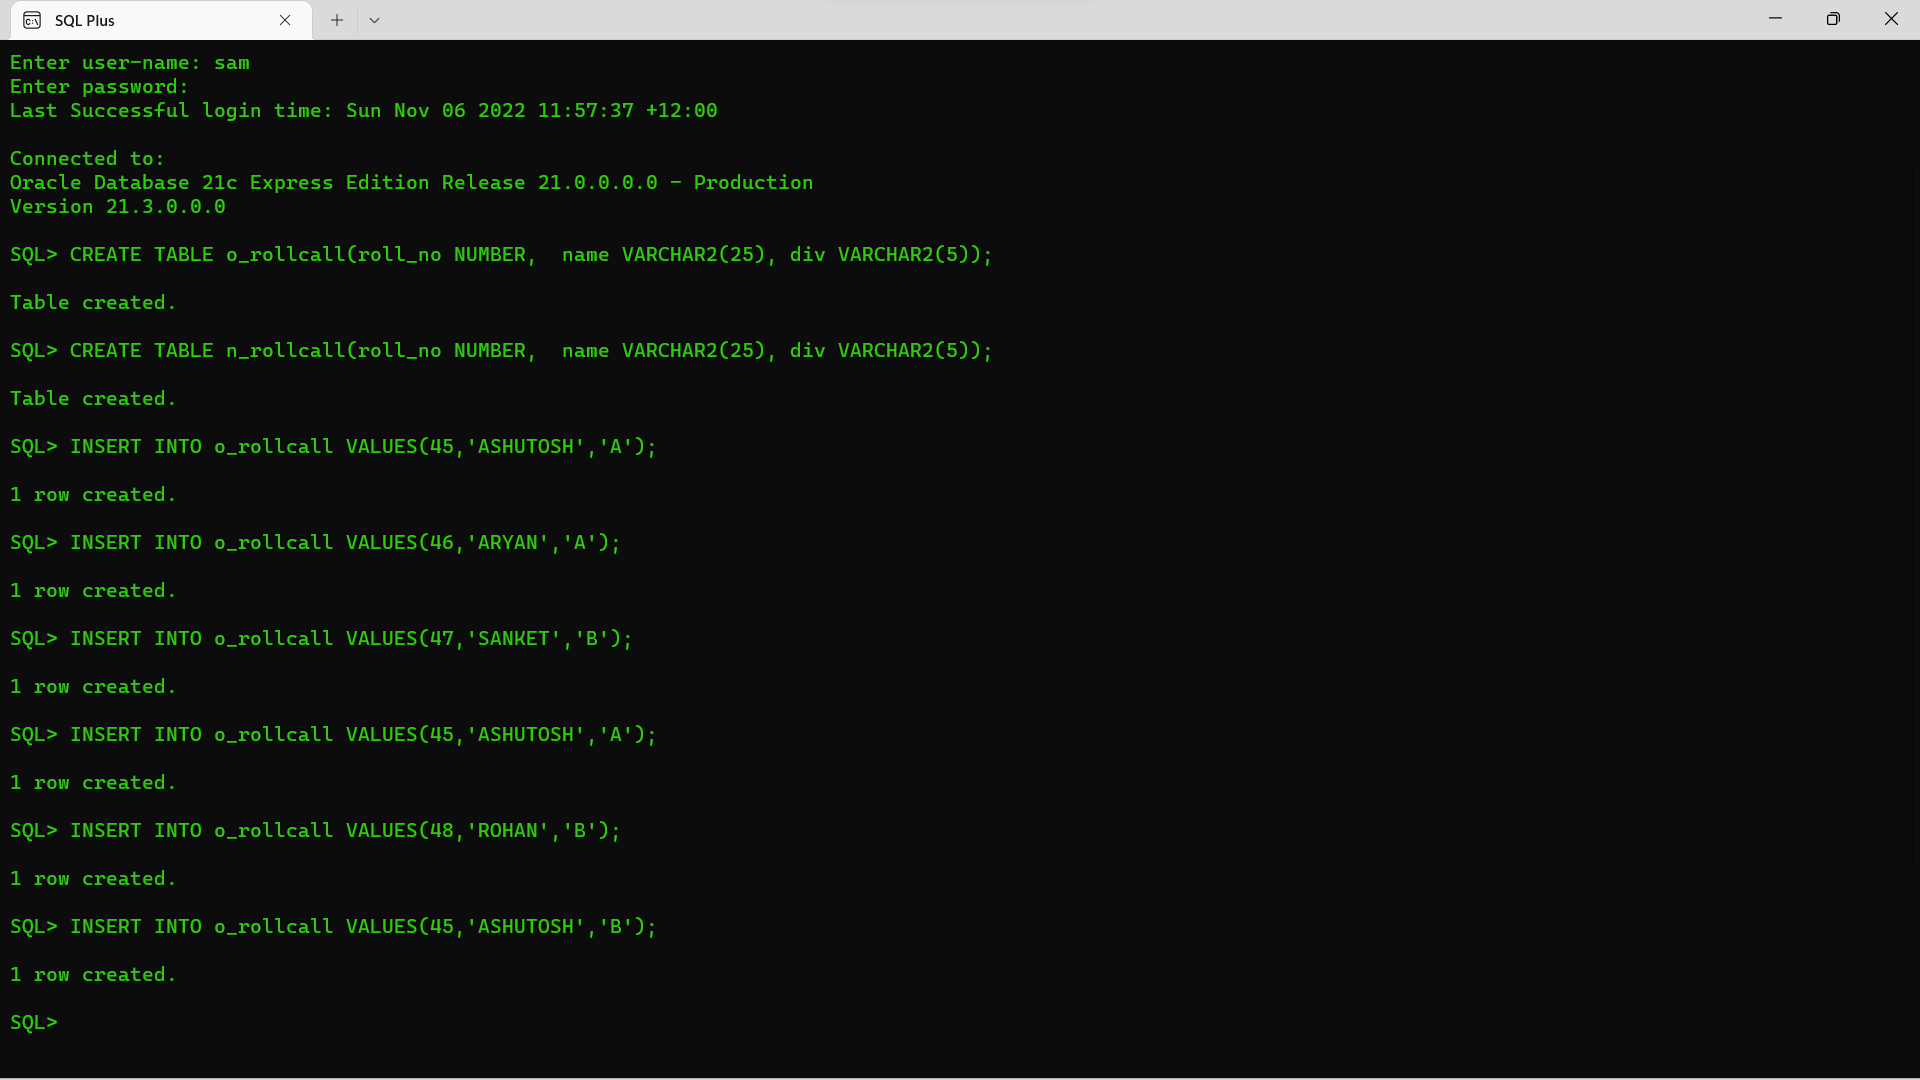 SQL Plus
Enter user-name: sam
Enter password:
Last Successful login time: Sun Nov 06 2022 11:57:37 +12:00
Connected to:
Oracle Database 21c Express Edition Release 21.0.0.0.0 - Production
Version 21.3.0.0.0
SQL> CREATE TABLE o_rollcall(roll_no NUMBER,  name VARCHAR2(25), div VARCHAR2(5));
Table created.
SQL> CREATE TABLE n_rollcall(roll_no NUMBER,  name VARCHAR2(25), div VARCHAR2(5));
Table created.
SQL> INSERT INTO o_rollcall VALUES(45,'ASHUTOSH','A');
1 row created.
SQL> INSERT INTO o_rollcall VALUES(46,'ARYAN','A');
1 row created.
SQL> INSERT INTO o_rollcall VALUES(47,'SANKET','B');
1 row created.
SQL> INSERT INTO o_rollcall VALUES(45,'ASHUTOSH','A');
1 row created.
SQL> INSERT INTO o_rollcall VALUES(48,'ROHAN','B');
1 row created.
SQL> INSERT INTO o_rollcall VALUES(45,'ASHUTOSH','B');
1 row created.
SQL>